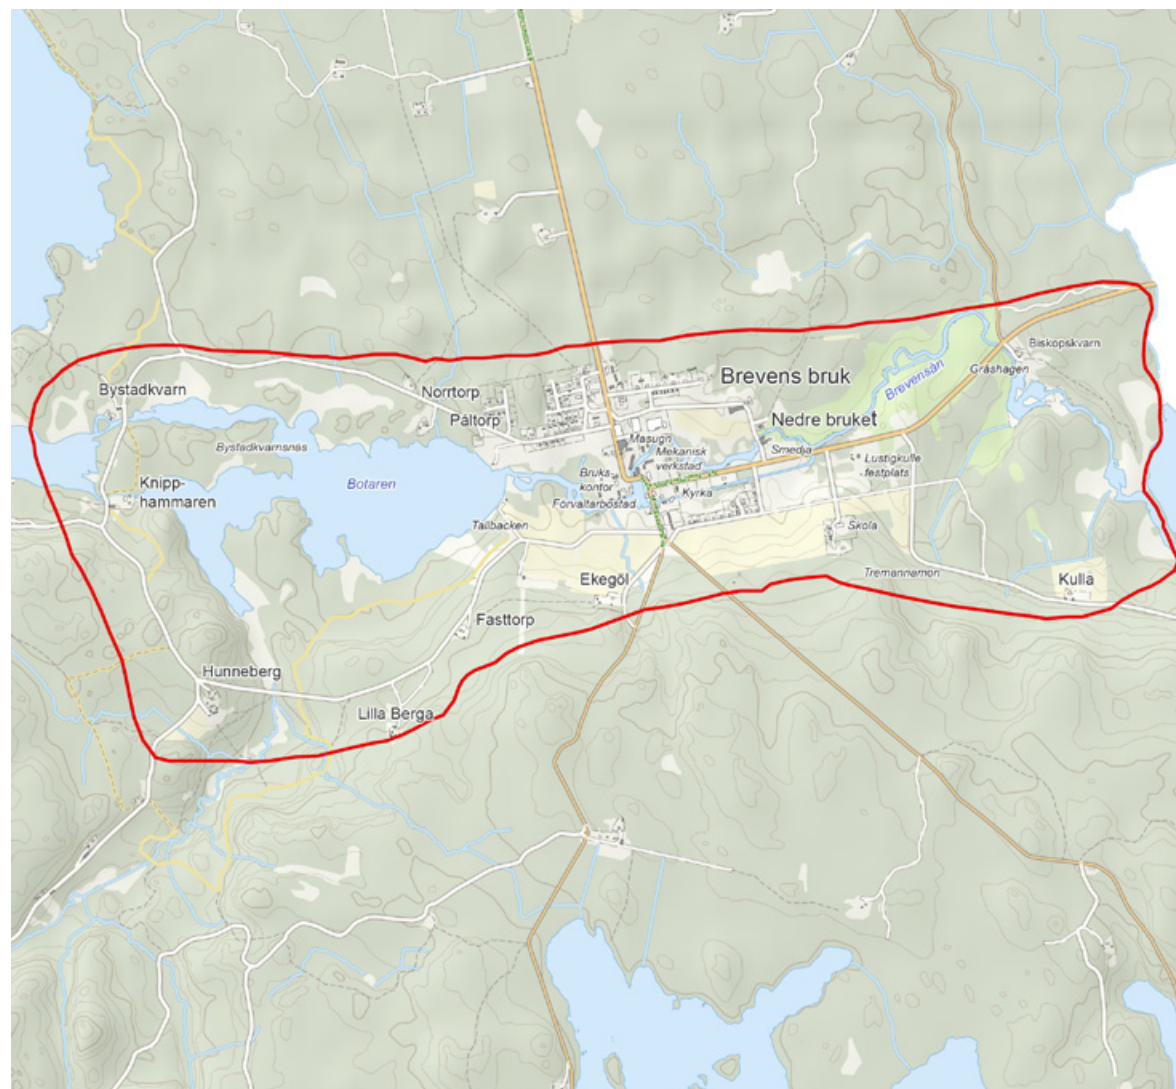 Biskopskvarn
Gråshagen
Brevens bruk
Brevensån
Bystadkvarn
Norrtorp
Påltorp
Nedre bruket
Masugn
Mekanisk
verkstad
Smedja
Lustigkulle
festplats
Bystadkvarnsnäs
Botaren
Knipp-
hammaren
Bruks-
kontor
Förvaltarbostad
Kyrka
Tallbacken
Skola
Ekegöl
Tremannamon
Kulla
Fasttorp
Hunneberg
Lilla Berga